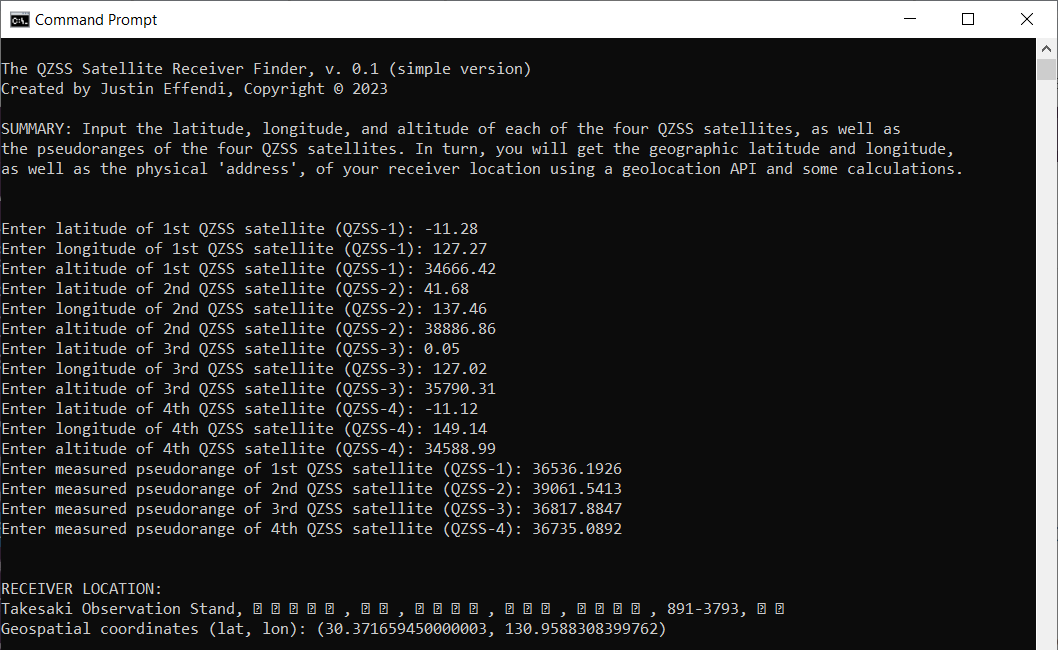 Command Prompt
The QZSS Satellite Receiver Finder, v. 0.1 (simple version)
Created by Justin Effendi, Copyright © 2023
SUMMARY: Input the latitude, longitude, and altitude of each of the four QZSS satellites, as well as
the pseudoranges of the four QZSS satellites. In turn, you will get the geographic latitude and longitude,
as well as the physical 'address', of your receiver location using a geolocation API and some calculations.
Enter latitude of 1st QZSS satellite (QZSS-1): -11.28
Enter longitude of 1st QZSS satellite (QZSS-1): 127.27
Enter altitude of 1st QZSS satellite (QZSS-1): 34666.42
Enter latitude of 2nd QZSS satellite (QZSS-2): 41.68
Enter longitude of 2nd QZSS satellite (QZSS-2): 137.46
Enter altitude of 2nd QZSS satellite (QZSS-2): 38886.86
Enter latitude of 3rd QZSS satellite (QZSS-3): 0.05
Enter longitude of 3rd QZSS satellite (QZSS-3): 127.02
Enter altitude of 3rd QZSS satellite (QZSS-3): 35790.31
Enter latitude of 4th QZSS satellite (QZSS-4): -11.12
Enter longitude of 4th QZSS satellite (QZSS-4): 149.14
Enter altitude of 4th QZSS satellite (QZSS-4): 34588.99
Enter measured pseudorange of 1st QZSS satellite (QZSS-1): 36536.1926
Enter measured pseudorange of 2nd QZSS satellite (QZSS-2): 39061.5413
Enter measured pseudorange of 3rd QZSS satellite (QZSS-3): 36817.8847
Enter measured pseudorange of 4th QZSS satellite (QZSS-4): 36735.0892
RECEIVER LOCATION:
Takesaki Observation Stand, , , , , , 891-3793,
Geospatial coordinates (lat, lon): (30.371659450000003, 130.9588308399762)